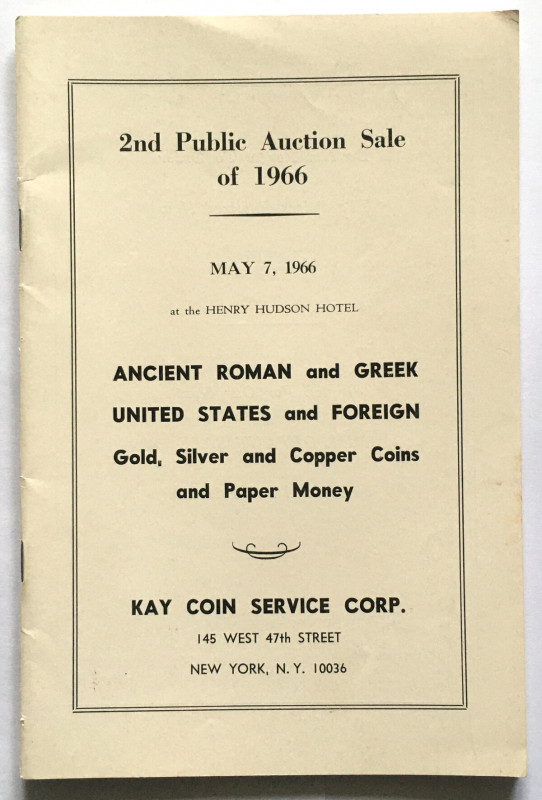 2nd Public Auction Sale
of 1966
MAY 7, 1966
at the HENRY HUDSON HOTEL
ANCIENT ROMAN and GREEK
UNITED STATES and FOREIGN
Gold, Silver and Copper Coins
and Paper Money
KAY COIN SERVICE CORP.
145 WEST 47th STREET
NEW YORK, N. Y. 10036